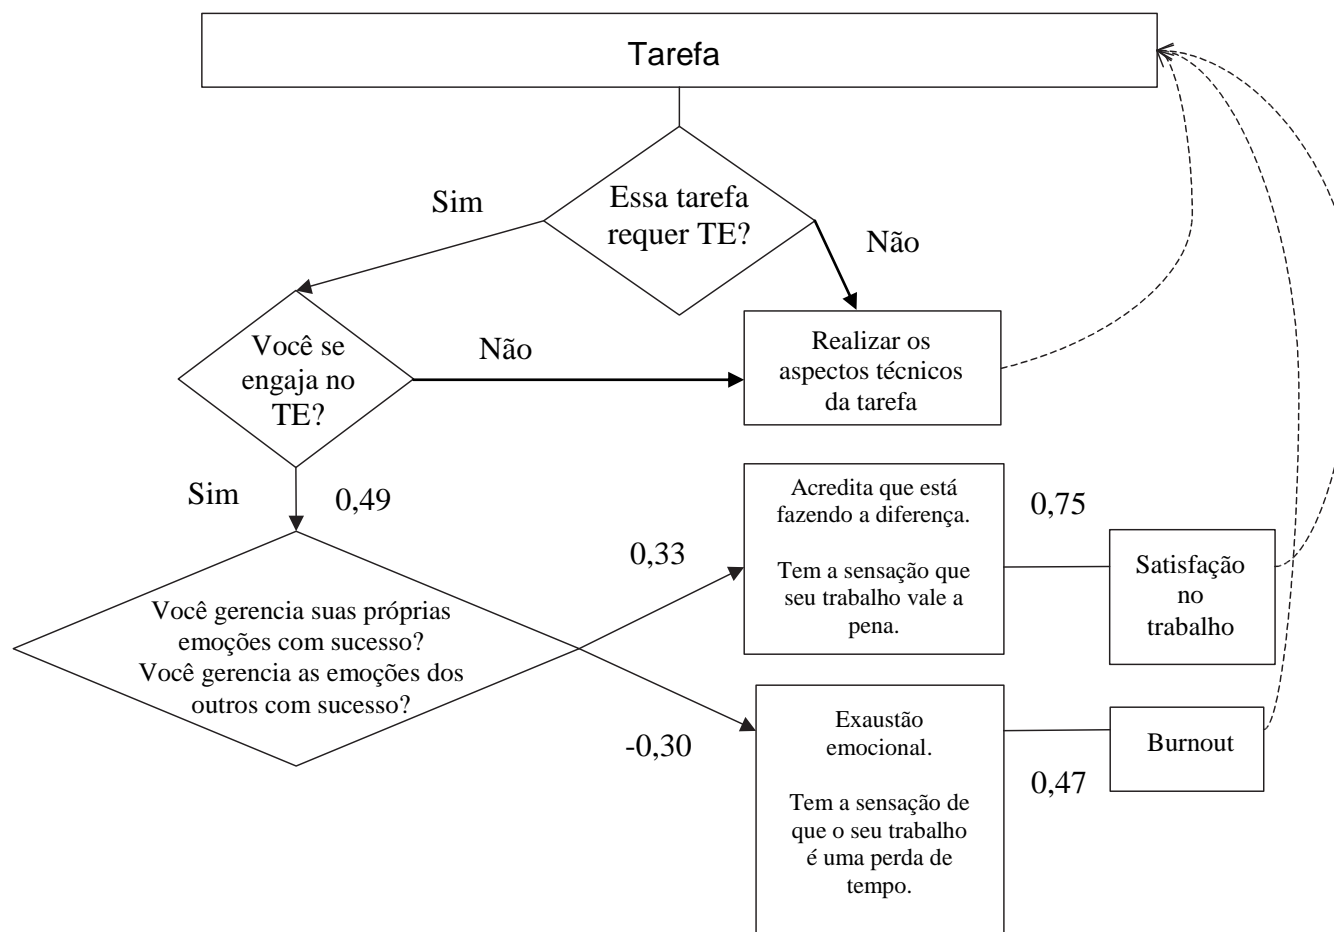 Tarefa
Essa tarefa
requer TE?
Sim
Não
Você se
engaja no
TE?
Não
Realizar os
aspectos técnicos
da tarefa
Sim
0,49
Você gerencia suas próprias
emoções com sucesso?
Você gerencia as emoções dos
outros com sucesso?
0,33
Acredita que está
fazendo a diferença.
Tem a sensação que
seu trabalho vale a
pena.
0,75
Satisfação
no
trabalho
-0,30
Exaustão
emocional.
Tem a sensação de
que o seu trabalho
é uma perda de
tempo.
0,47
Burnout